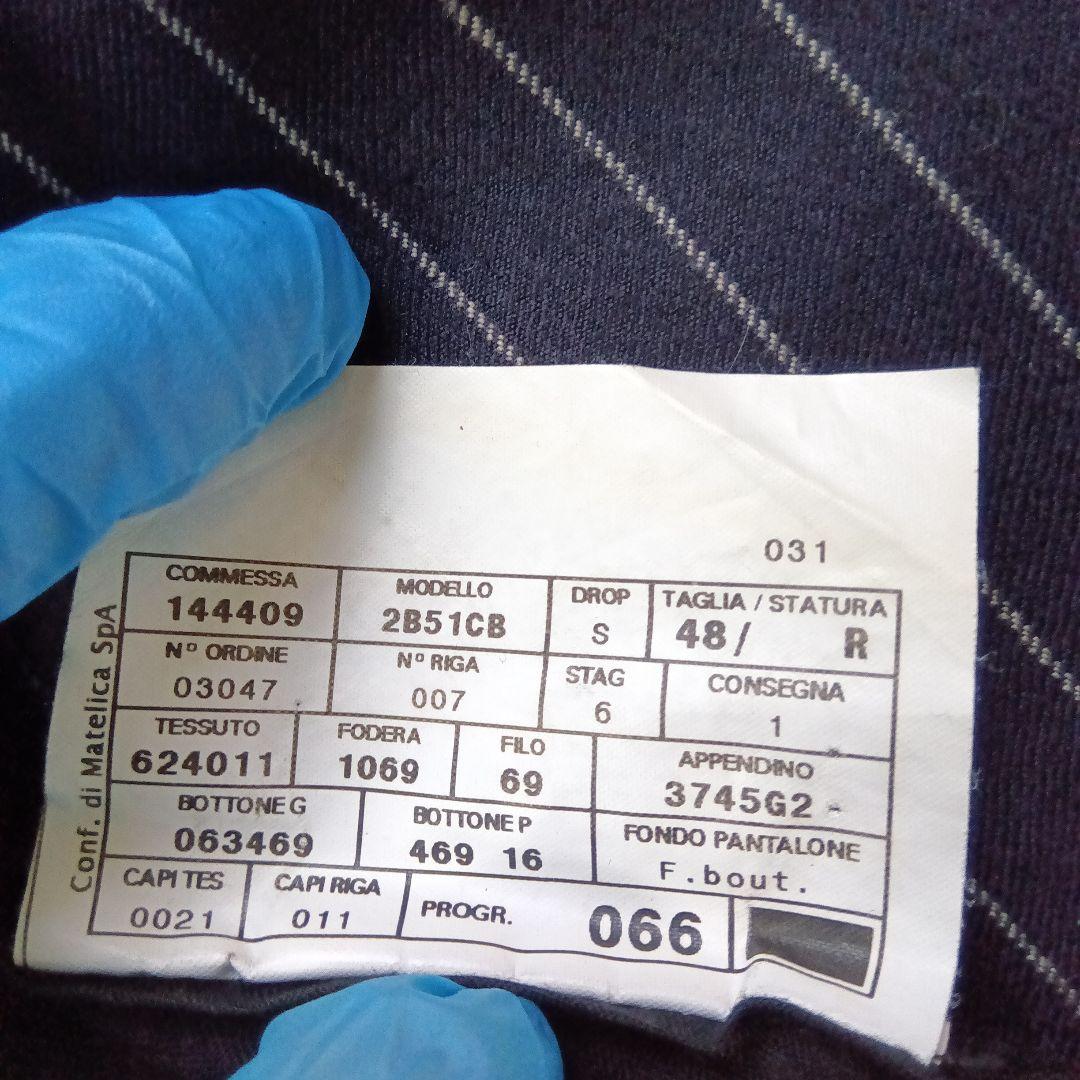 031
COMMESSA MODELLO DROP TAGLIA / STATURA
144409 2B51CB S 48/ R
Nº ORDINE Nº RIGA STAG CONSEGNA
03047 007 6 1
TESSUTO FODERA FILO APPENDINO
624011 1069 69 3745G2 -
BOTTONE G BOTTONE P FONDO PANTALONE
063469 469 16 F.bout.
CAPI TES CAPI RIGA PROGR. 066
0021 011
Conf. di Matelica SpA